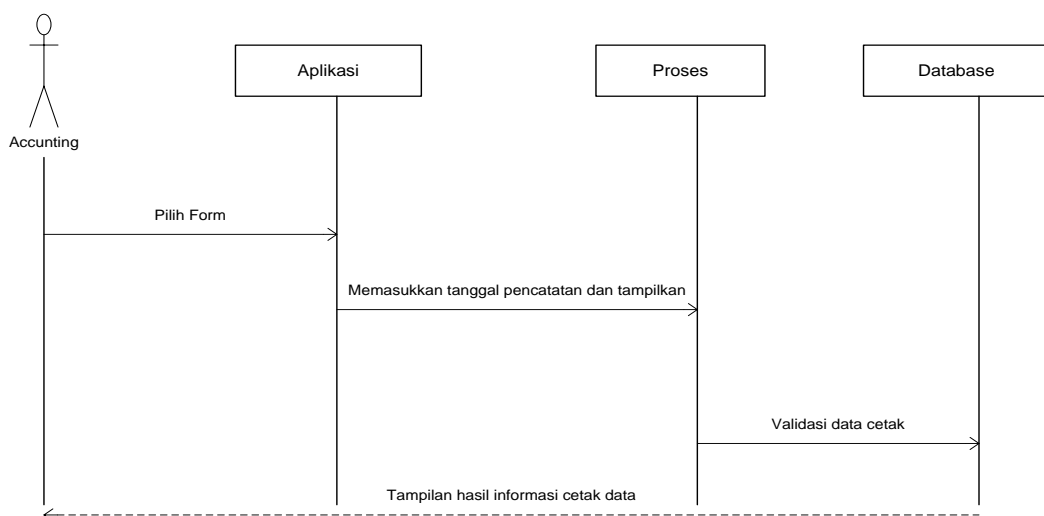 Aplikasi
Proses
Database
Accunting
Pilih Form
Memasukkan tanggal pencatatan dan tampilkan
Validasi data cetak
Tampilan hasil informasi cetak data